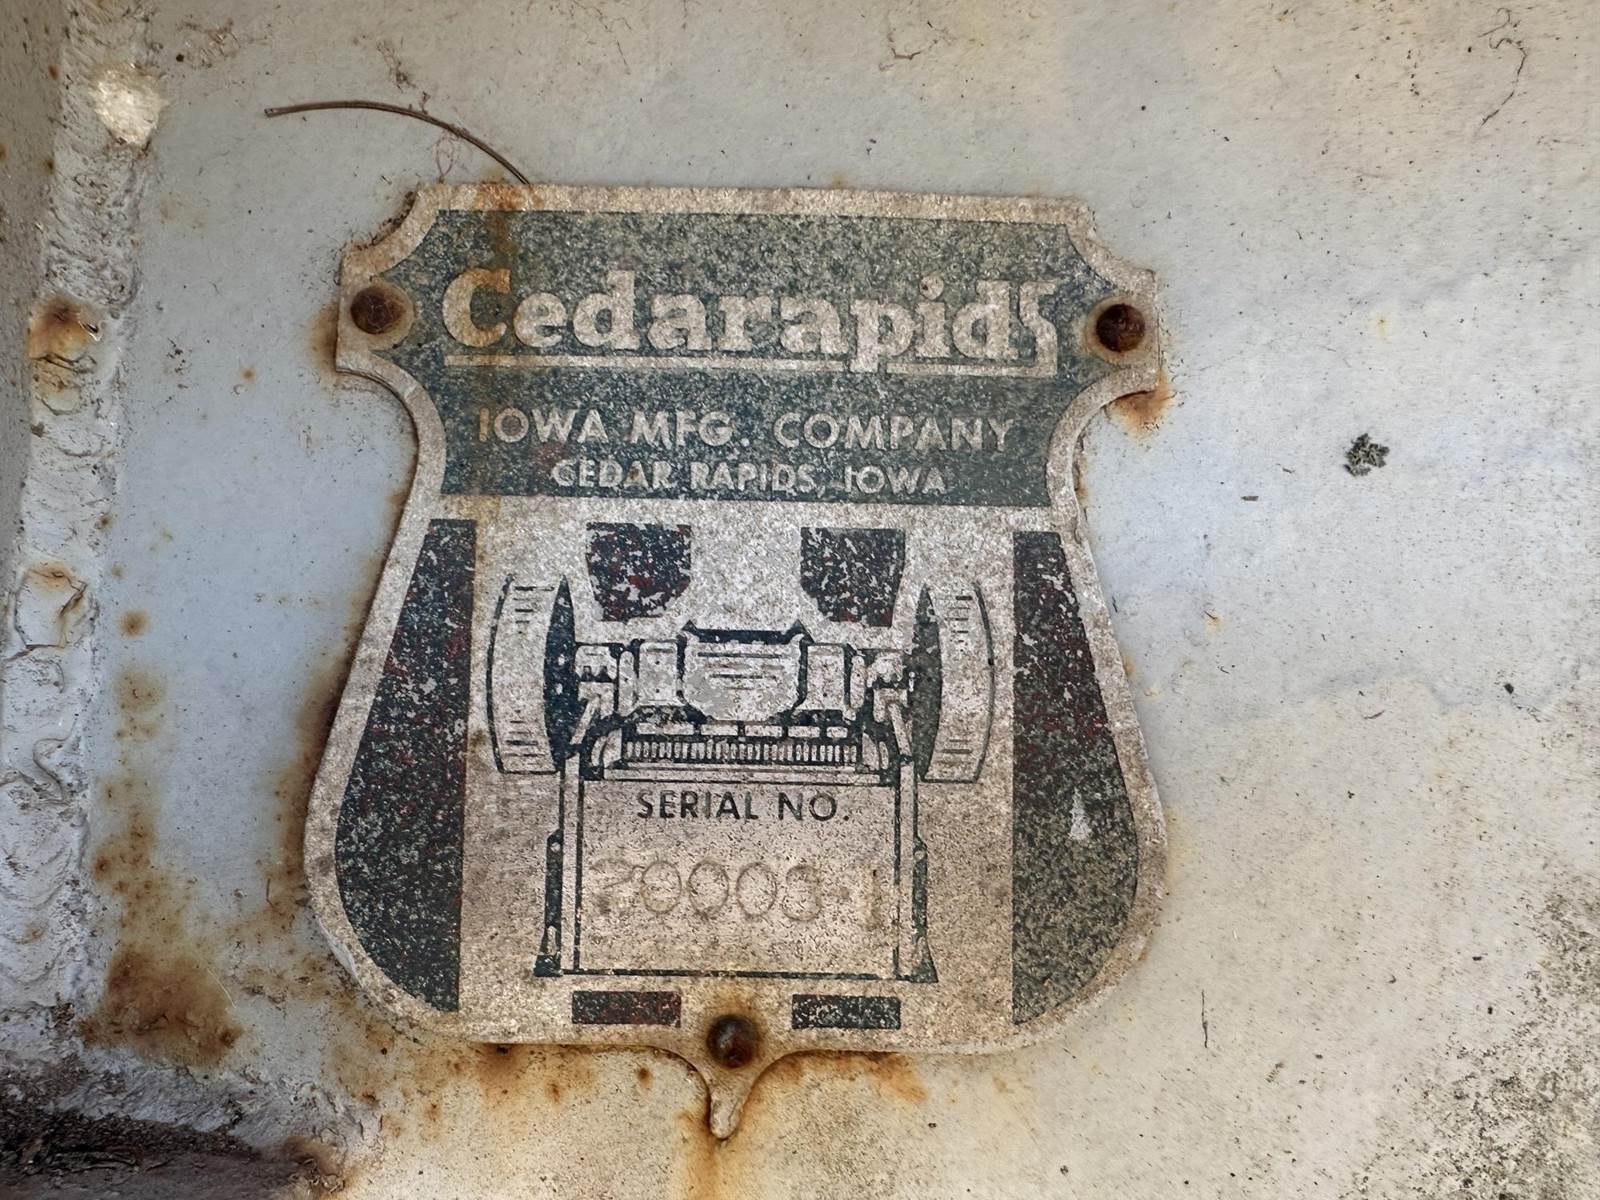 Cedarapids
IOWA MFG. COMPANY
CEDAR RAPIDS, IOWA
SERIAL NO.